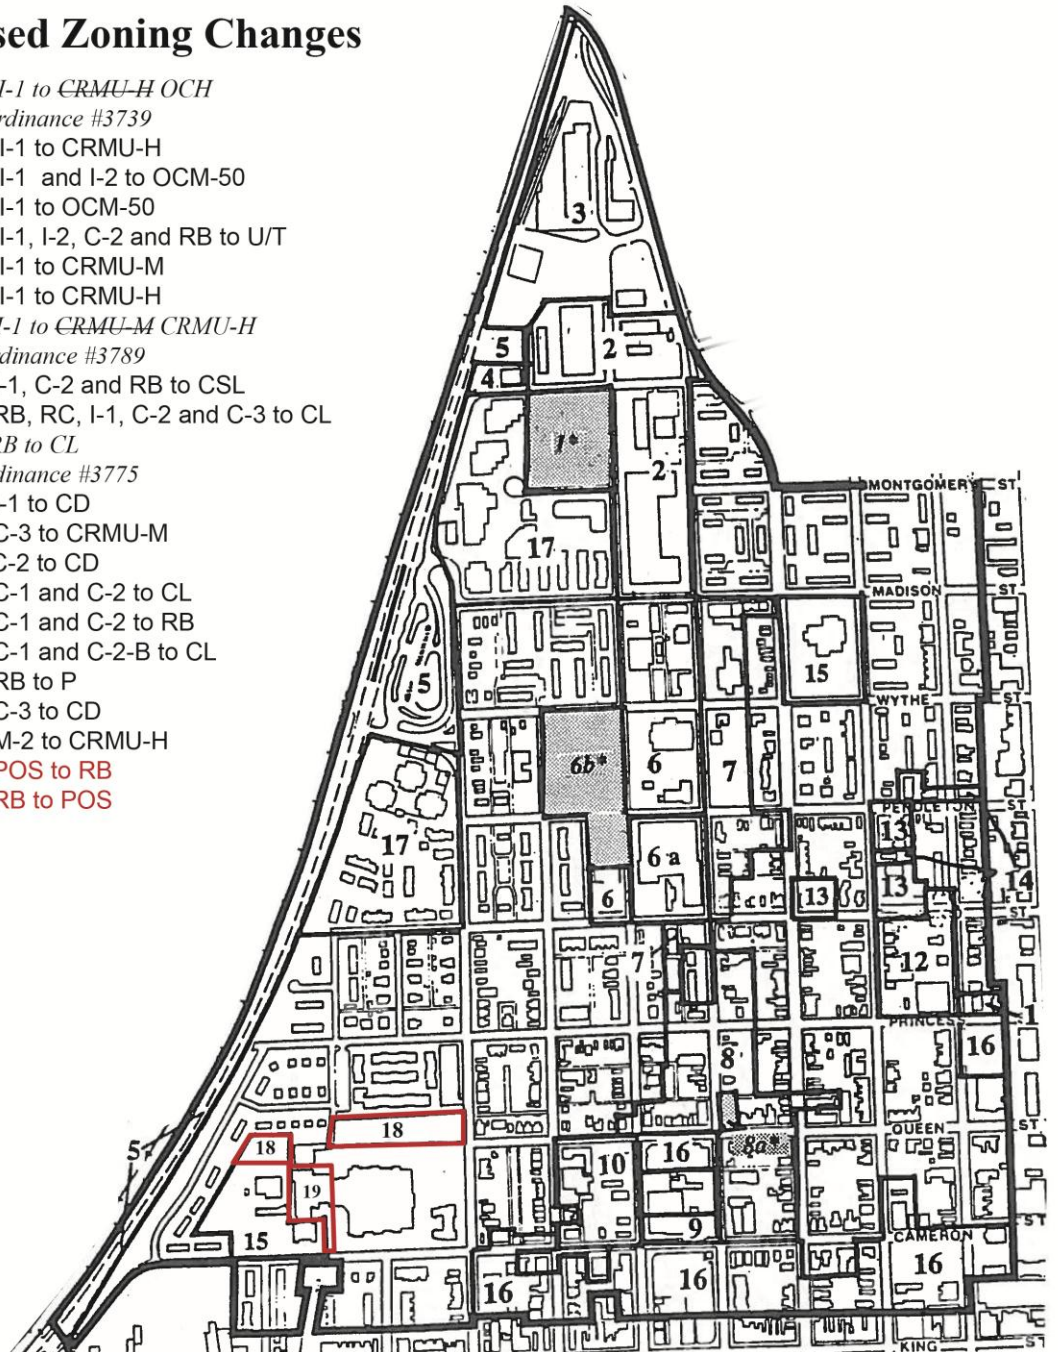 sed Zoning Changes
I-1 to CRMU-H OCH
rdinance #3739
I-1 to CRMU-H
I-1 and I-2 to OCM-50
I-1 to OCM-50
I-1, I-2, C-2 and RB to U/T
I-1 to CRMU-M
I-1 to CRMU-H
I-1 to CRMU-M CRMU-H
rdinance #3789
-1, C-2 and RB to CSL
RB, RC, I-1, C-2 and C-3 to CL
RB to CL
dinance #3775
-1 to CD
C-3 to CRMU-M
C-2 to CD
C-1 and C-2 to CL
C-1 and C-2 to RB
C-1 and C-2-B to CL
RB to P
C-3 to CD
M-2 to CRMU-H
POS to RB
RB to POS
3
5
2
4
1*
2
MONTGOMERY ST
17
MADISON ST
15
5
WYTHE ST
6b*
6
7
PENDLETON ST
13
17
6a
14
6
13
13
ST
7
12
1
PRINCESS
16
8
QUEEN ST
18
18
5
8a*
16
10
19
9
ST
CAMERON
15
16
16
16
KING ST